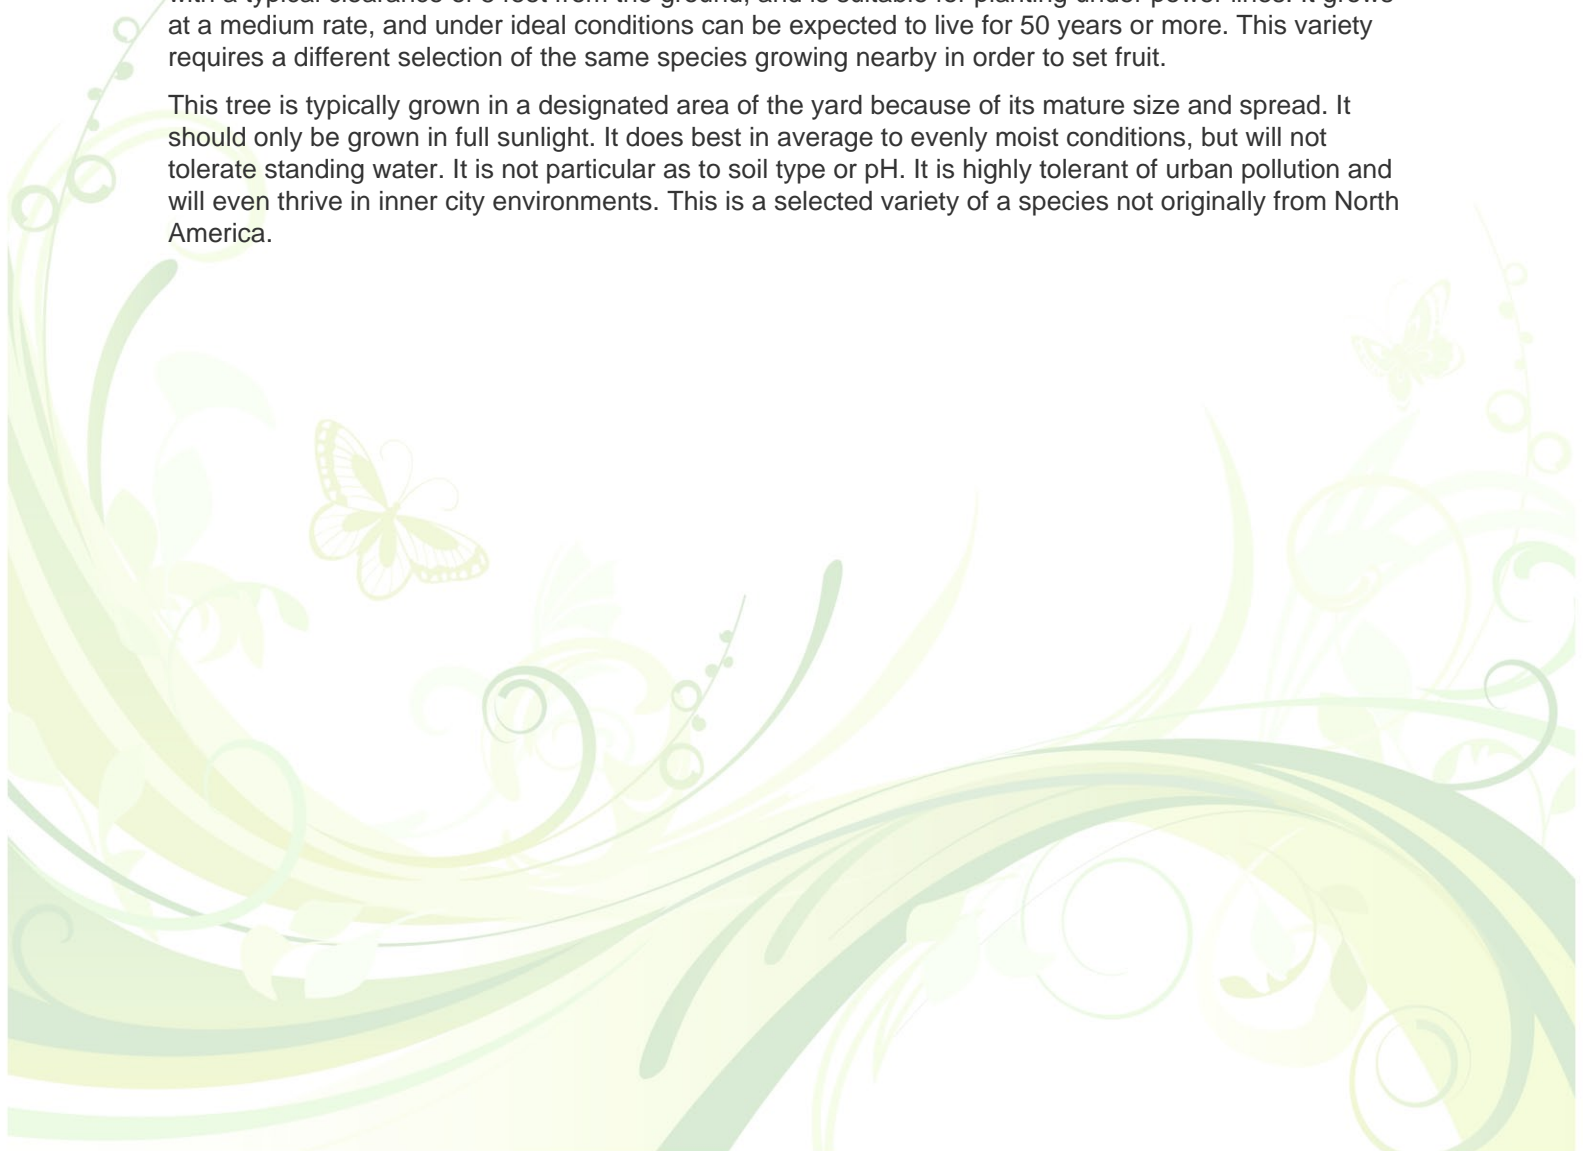 at a medium rate, and under ideal conditions can be expected to live for 50 years or more. This variety
requires a different selection of the same species growing nearby in order to set fruit.
This tree is typically grown in a designated area of the yard because of its mature size and spread. It
should only be grown in full sunlight. It does best in average to evenly moist conditions, but will not
tolerate standing water. It is not particular as to soil type or pH. It is highly tolerant of urban pollution and
will even thrive in inner city environments. This is a selected variety of a species not originally from North
America.